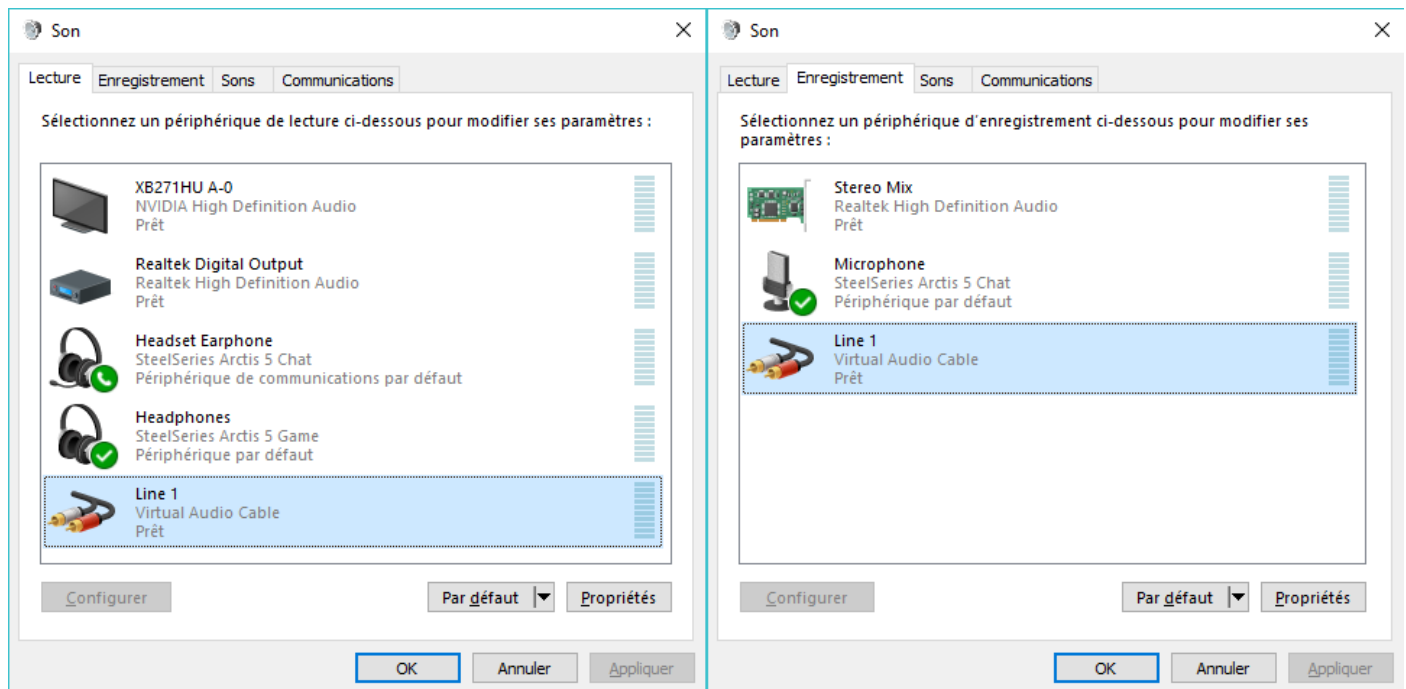 Son
Lecture
Enregistrement
Sons
Communications
Sélectionnez un périphérique de lecture ci-dessous pour modifier ses paramètres :
XB271HU A-0
NVIDIA High Definition Audio
Prêt
Realtek Digital Output
Realtek High Definition Audio
Prêt
Headset Earphone
SteelSeries Arctis 5 Chat
Périphérique de communications par défaut
Headphones
SteelSeries Arctis 5 Game
Périphérique par défaut
Line 1
Virtual Audio Cable
Prêt
Configurer
Par défaut
Propriétés
OK
Annuler
Appliquer
Son
Lecture
Enregistrement
Sons
Communications
Sélectionnez un périphérique d'enregistrement ci-dessous pour modifier ses
paramètres :
Stereo Mix
Realtek High Definition Audio
Prêt
Microphone
SteelSeries Arctis 5 Chat
Périphérique par défaut
Line 1
Virtual Audio Cable
Prêt
Configurer
Par défaut
Propriétés
OK
Annuler
Appliquer